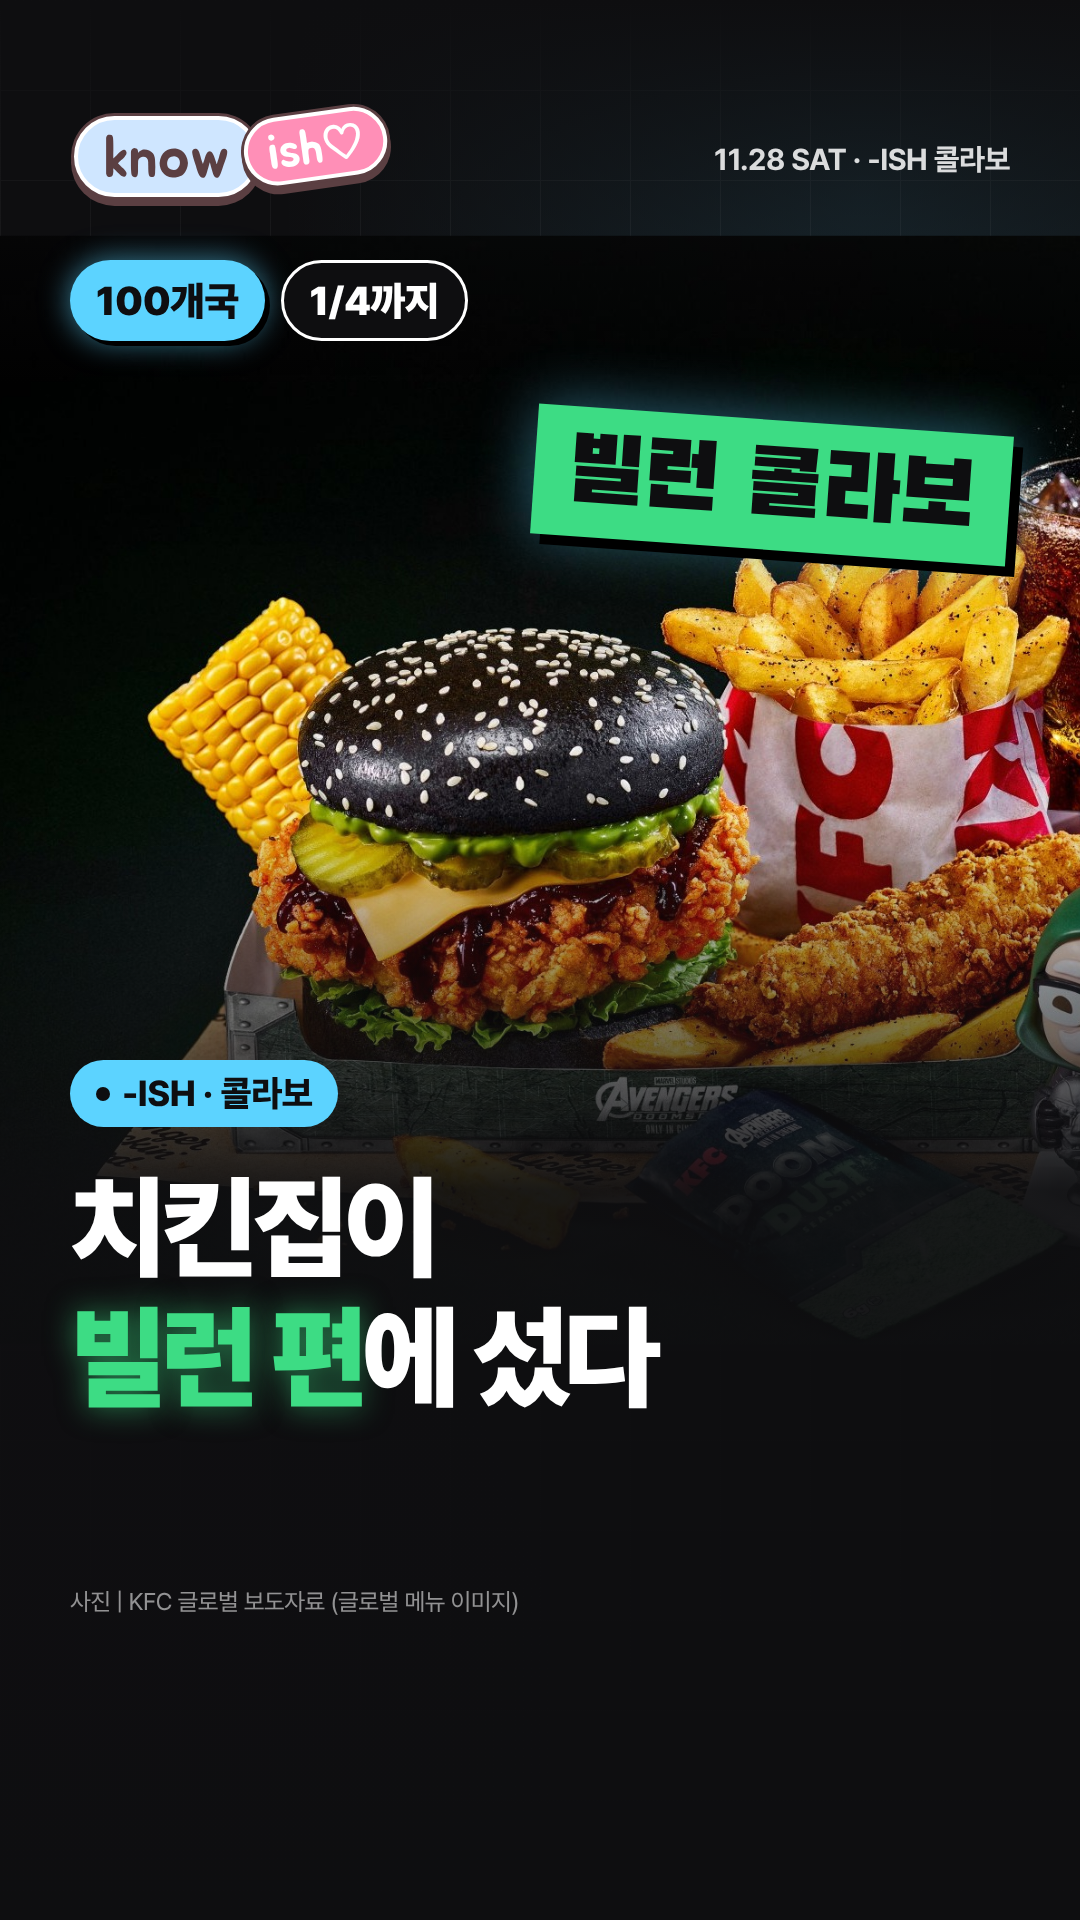 know ish♡
11.28 SAT · -ISH 콜라보
100개국
1/4까지
빌런 콜라보
KFC
AVENGERS
DOOMSDAY
KFC
AVENGERS
DOOM
DUST
• -ISH · 콜라보
치킨집이
빌런 편에 섰다
사진 | KFC 글로벌 보도자료 (글로벌 메뉴 이미지)